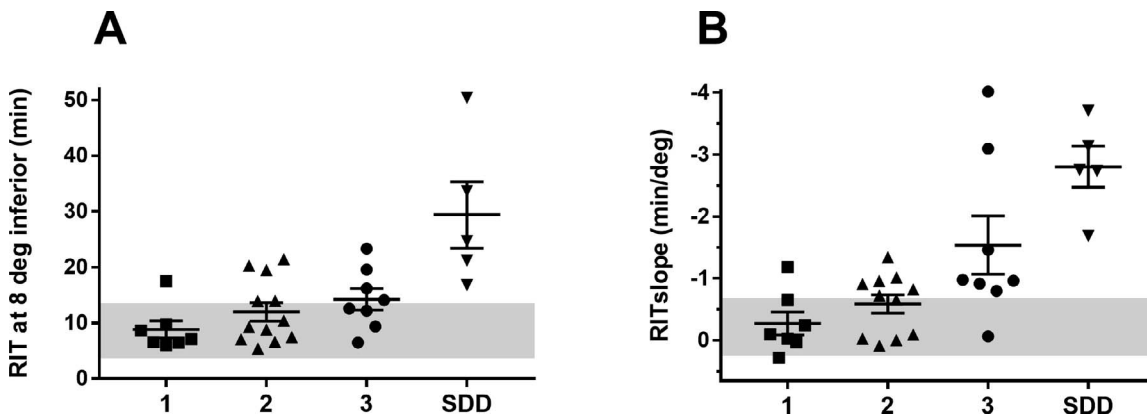 A
RIT at 8 deg inferior (min)
50
40
30
20
10
0
1 2 3 SDD
B
RITslope (min/deg)
-4
-3
-2
-1
0
1 2 3 SDD